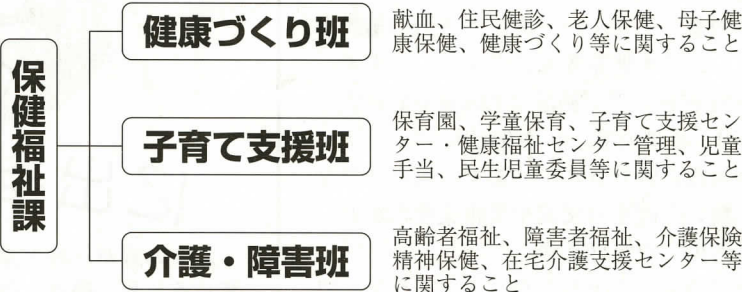 保健福祉課
健康づくり班
献血、住民健診、老人保健、母子健
康保健、健康づくり等に関すること
子育て支援班
保育園、学童保育、子育て支援セン
ター・健康福祉センター管理、児童
手当、民生児童委員等に関すること
介護・障害班
高齢者福祉、障害者福祉、介護保険
精神保健、在宅介護支援センター等
に関すること